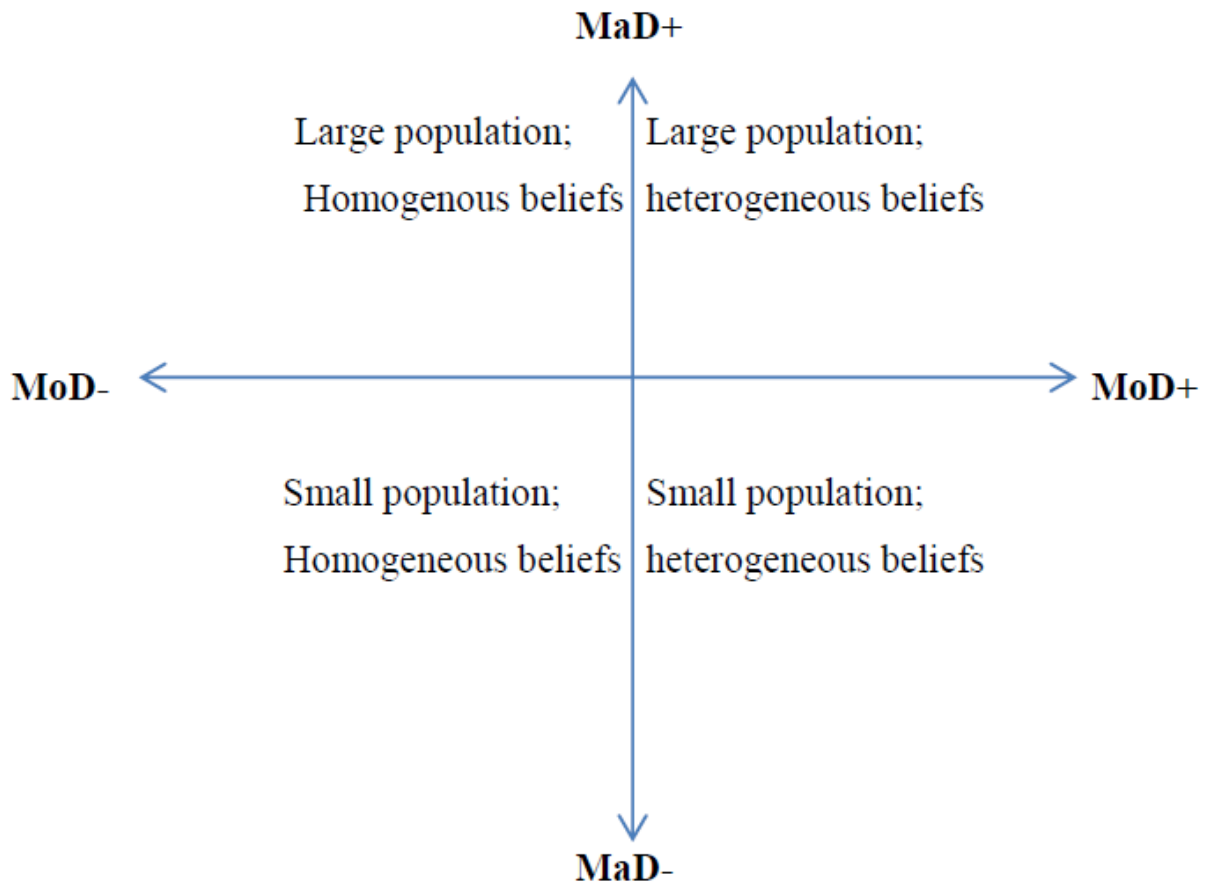 MaD+
Large population;
Homogenous beliefs
Large population;
heterogeneous beliefs
MoD-
MoD+
Small population;
Homogeneous beliefs
Small population;
heterogeneous beliefs
MaD-